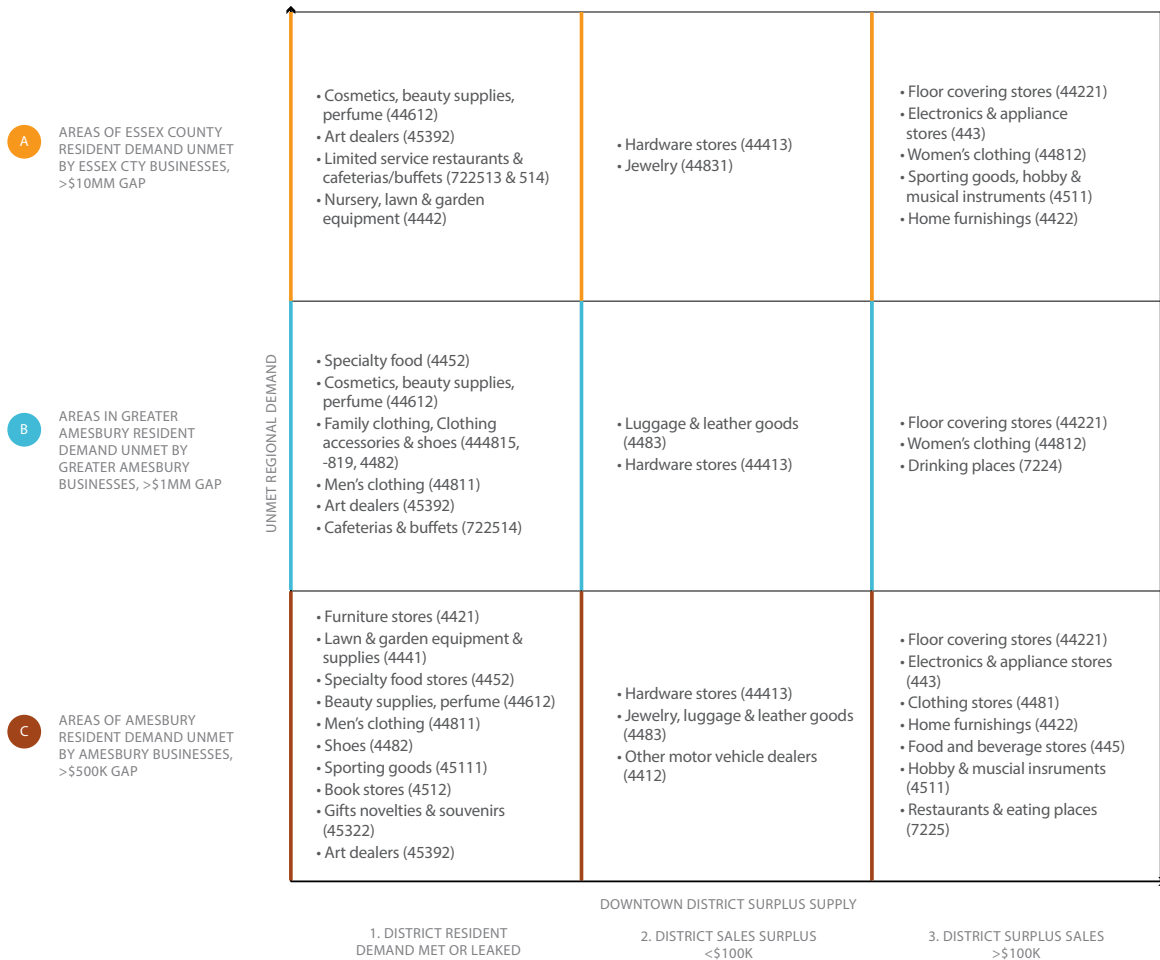 A
AREAS OF ESSEX COUNTY
RESIDENT DEMAND UNMET
BY ESSEX CTY BUSINESSES,
>$10MM GAP
• Cosmetics, beauty supplies,
perfume (44612)
• Art dealers (45392)
• Limited service restaurants &
cafeterias/buffets (722513 & 514)
• Nursery, lawn & garden
equipment (4442)
• Hardware stores (44413)
• Jewelry (44831)
• Floor covering stores (44221)
• Electronics & appliance
stores (443)
• Women's clothing (44812)
• Sporting goods, hobby &
musical instruments (4511)
• Home furnishings (4422)
UNMET REGIONAL DEMAND
B
AREAS IN GREATER
AMESBURY RESIDENT
DEMAND UNMET BY
GREATER AMESBURY
BUSINESSES, >$1MM GAP
• Specialty food (4452)
• Cosmetics, beauty supplies,
perfume (44612)
• Family clothing, Clothing
accessories & shoes (444815,
-819, 4482)
• Men's clothing (44811)
• Art dealers (45392)
• Cafeterias & buffets (722514)
• Luggage & leather goods
(4483)
• Hardware stores (44413)
• Floor covering stores (44221)
• Women's clothing (44812)
• Drinking places (7224)
C
AREAS OF AMESBURY
RESIDENT DEMAND UNMET
BY AMESBURY BUSINESSES,
>$500K GAP
• Furniture stores (4421)
• Lawn & garden equipment &
supplies (4441)
• Specialty food stores (4452)
• Beauty supplies, perfume (44612)
• Men's clothing (44811)
• Shoes (4482)
• Sporting goods (45111)
• Book stores (4512)
• Gifts novelties & souvenirs
(45322)
• Art dealers (45392)
• Hardware stores (44413)
• Jewelry, luggage & leather goods
(4483)
• Other motor vehicle dealers
(4412)
• Floor covering stores (44221)
• Electronics & appliance stores
(443)
• Clothing stores (4481)
• Home furnishings (4422)
• Food and beverage stores (445)
• Hobby & muscial insruments
(4511)
• Restaurants & eating places
(7225)
DOWNTOWN DISTRICT SURPLUS SUPPLY
1. DISTRICT RESIDENT
DEMAND MET OR LEAKED
2. DISTRICT SALES SURPLUS
<$100K
3. DISTRICT SURPLUS SALES
>$100K